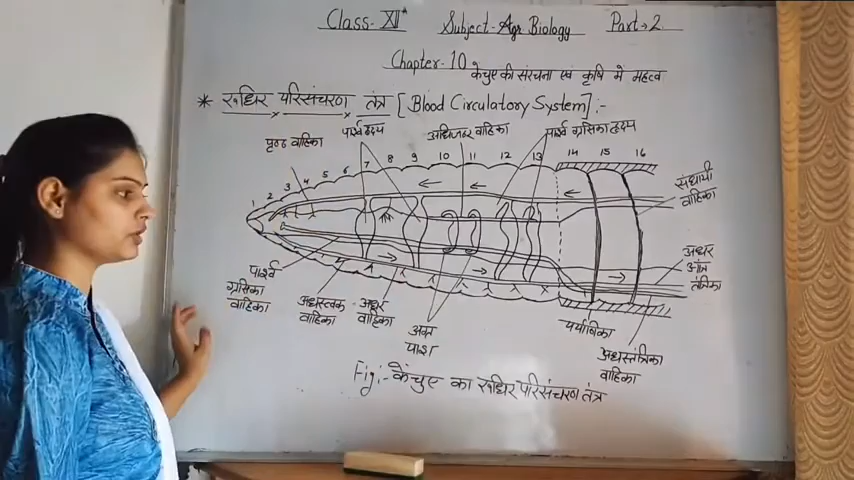 Class- XIIth Subject- Agr Biology Part-2
Chapter-10 केंचुए की संरचना एवं कृषि में महत्व
* रुधिर परिसंचरण तंत्र [Blood Circulatory System]:-
पृष्ठ वाहिका पार्श्व हृदय अधिजठर वाहिका पार्श्व ग्रसिका हृदय
1 2 3 4 5 6 7 8 9 10 11 12 13 14 15 16
संधायी
वाहिका
पार्श्व
ग्रसिका
वाहिका
अधस्त्वक
वाहिका
अधर
वाहिका
अग्र
पाश
पर्याधिका
अधर
आंत्र
अधस्तंत्रिका
वाहिका
Fig:- केंचुए का रुधिर परिसंचरण तंत्र